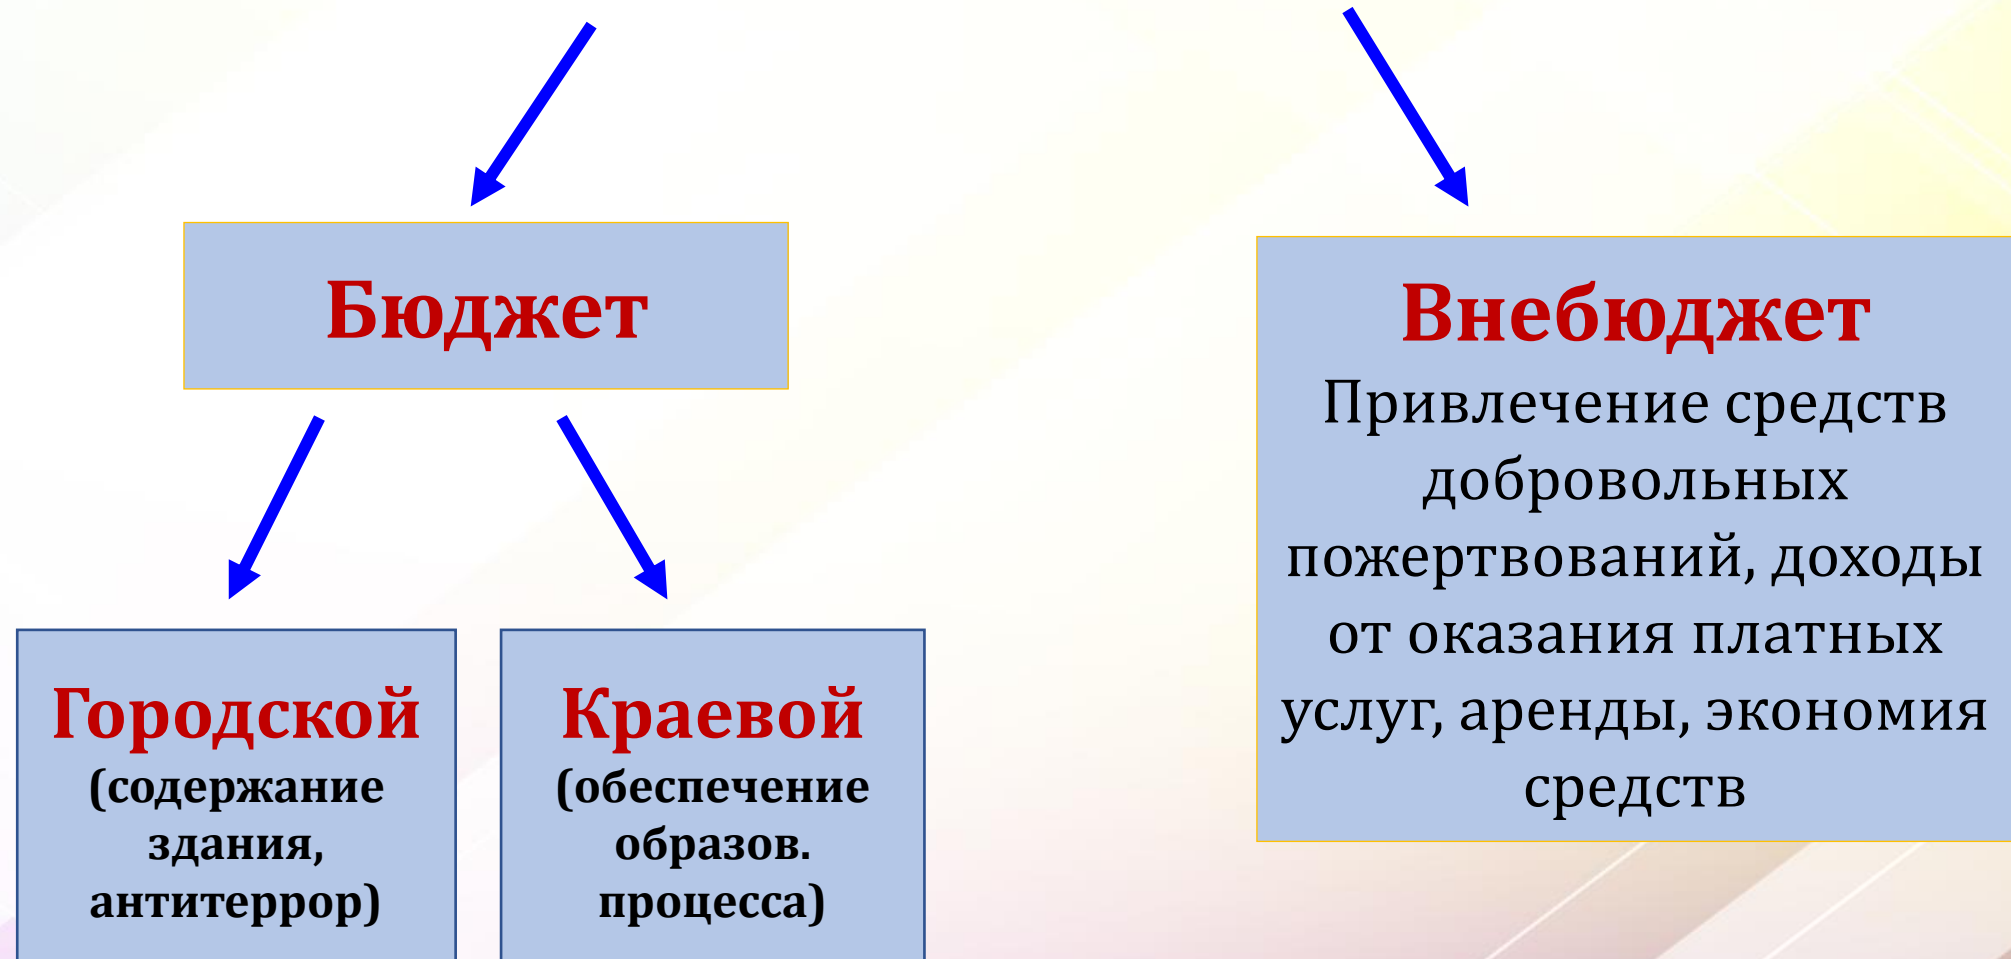 Бюджет
Внебюджет
Привлечение средств
добровольных
пожертвований, доходы
от оказания платных
услуг, аренды, экономия
средств
Городской
(содержание
здания,
антитеррор)
Краевой
(обеспечение
образов.
процесса)